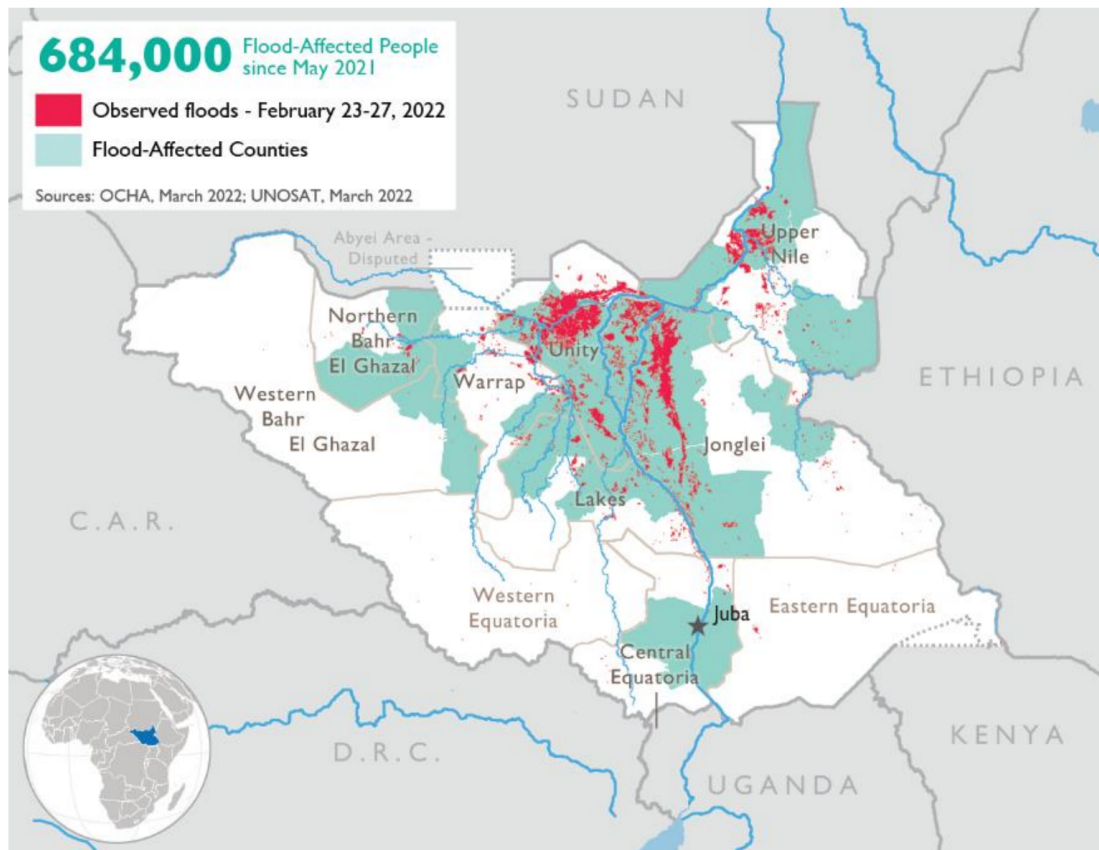 684,000 Flood-Affected People
since May 2021
Observed floods - February 23-27, 2022
Flood-Affected Counties
Sources: OCHA, March 2022; UNOSAT, March 2022
SUDAN
Abyei Area -
Disputed
Upper
Nile
Northern
Bahr
El Ghazal
Unity
Warrap
ETHIOPIA
Western
Bahr
El Ghazal
Jonglei
Lakes
C.A.R.
Western
Equatoria
Eastern Equatoria
Juba
Central
Equatoria
KENYA
D.R.C.
UGANDA